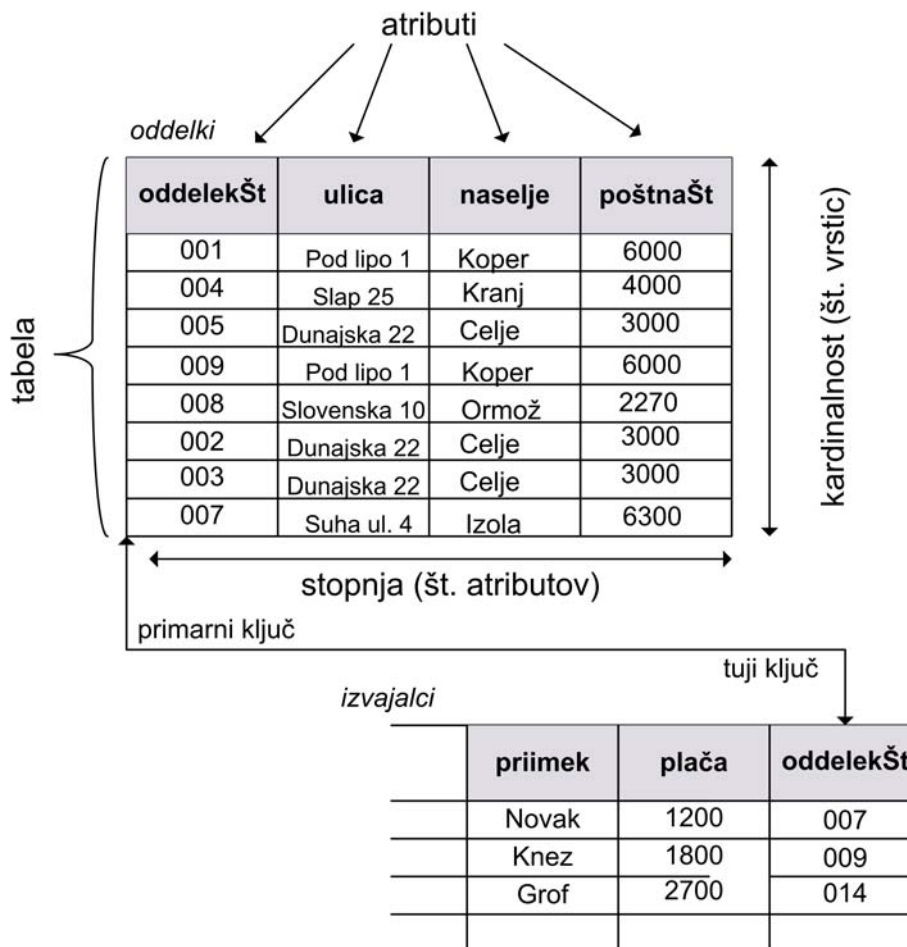 atributi
oddelki
oddelekŠt ulica naselje poštnaŠt
001 Pod lipo 1 Koper 6000
004 Slap 25 Kranj 4000
005 Dunajska 22 Celje 3000
009 Pod lipo 1 Koper 6000
008 Slovenska 10 Ormož 2270
002 Dunajska 22 Celje 3000
003 Dunajska 22 Celje 3000
007 Suha ul. 4 Izola 6300
tabela
kardinalnost (št. vrstic)
stopnja (št. atributov)
primarni ključ
tuji ključ
izvajalci
priimek plača oddelekŠt
Novak 1200 007
Knez 1800 009
Grof 2700 014